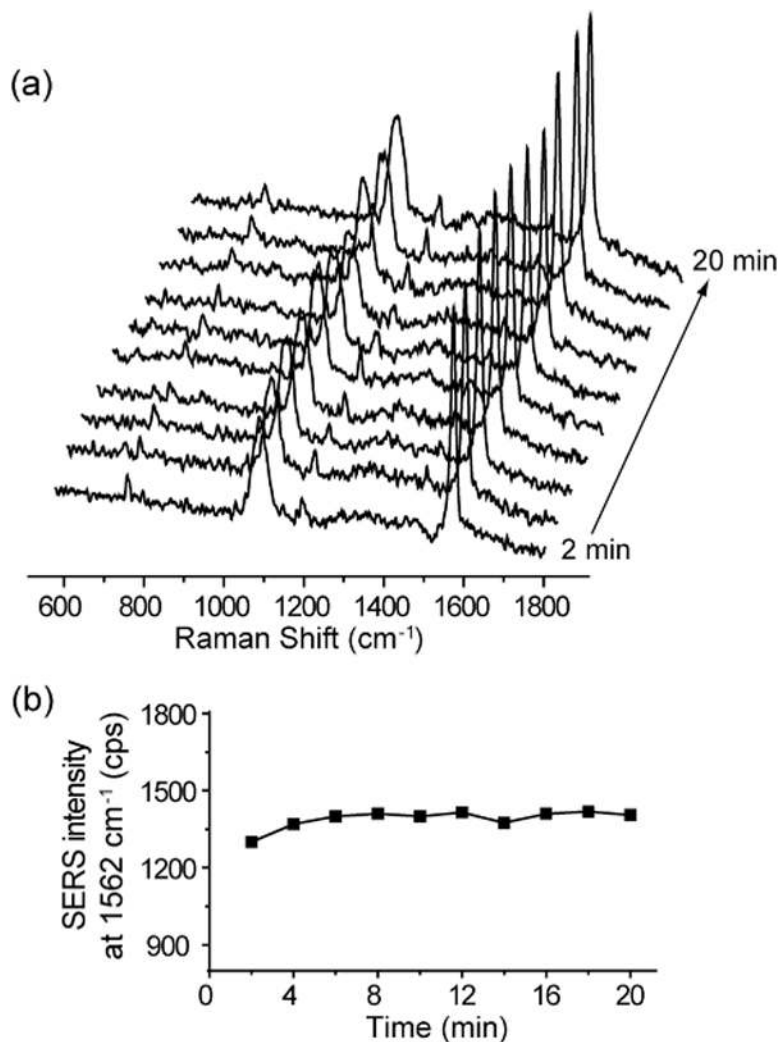 (a)
20 min
2 min
600 800 1000 1200 1400 1600 1800
Raman Shift (cm⁻¹)
(b)
SERS intensity
at 1562 cm⁻¹ (cps)
1800
1500
1200
900
0 4 8 12 16 20
Time (min)